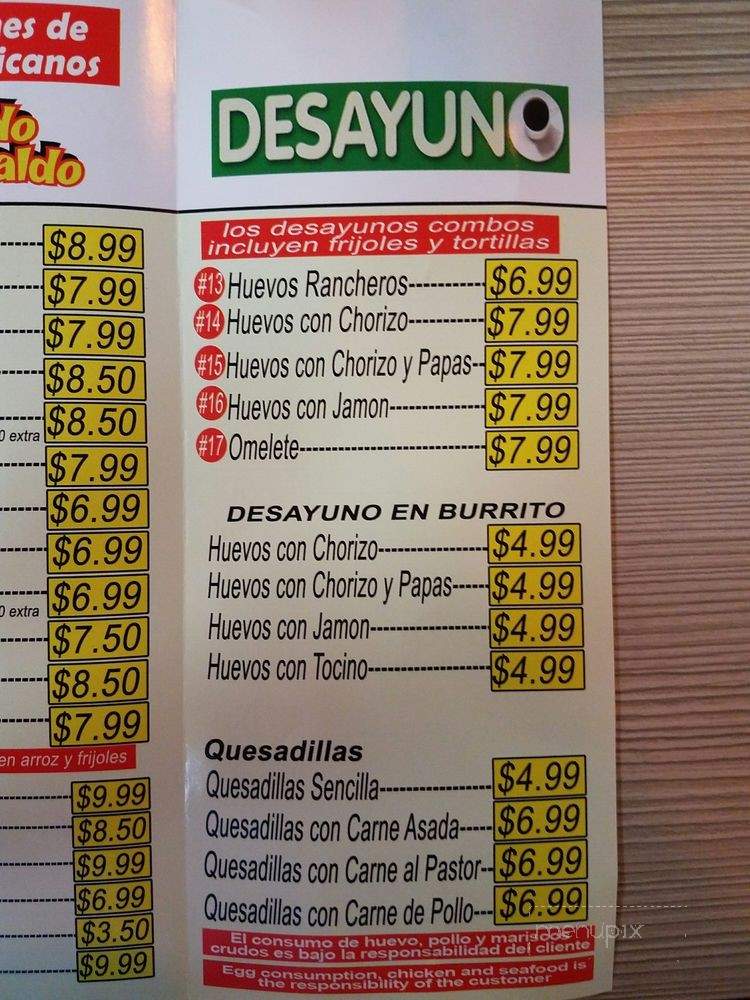 es de
icanos
do
aldo
$8.99
$7.99
$7.99
$8.50
$8.50
0 extra
$7.99
$6.99
$6.99
$6.99
0 extra
$7.50
$8.50
$7.99
en arroz y frijoles
$9.99
$8.50
$9.99
$6.99
$3.50
$9.99
DESAYUNO
los desayunos combos
incluyen frijoles y tortillas
#13 Huevos Rancheros $6.99
#14 Huevos con Chorizo $7.99
#15 Huevos con Chorizo y Papas $7.99
#16 Huevos con Jamon $7.99
#17 Omelete $7.99
DESAYUNO EN BURRITO
Huevos con Chorizo $4.99
Huevos con Chorizo y Papas $4.99
Huevos con Jamon $4.99
Huevos con Tocino $4.99
Quesadillas
Quesadillas Sencilla $4.99
Quesadillas con Carne Asada $6.99
Quesadillas con Carne al Pastor $6.99
Quesadillas con Carne de Pollo $6.99
El consumo de huevo, pollo y mariscos
crudos es bajo la responsabilidad del cliente
Egg consumption, chicken and seafood is
the responsibility of the customer
menupix